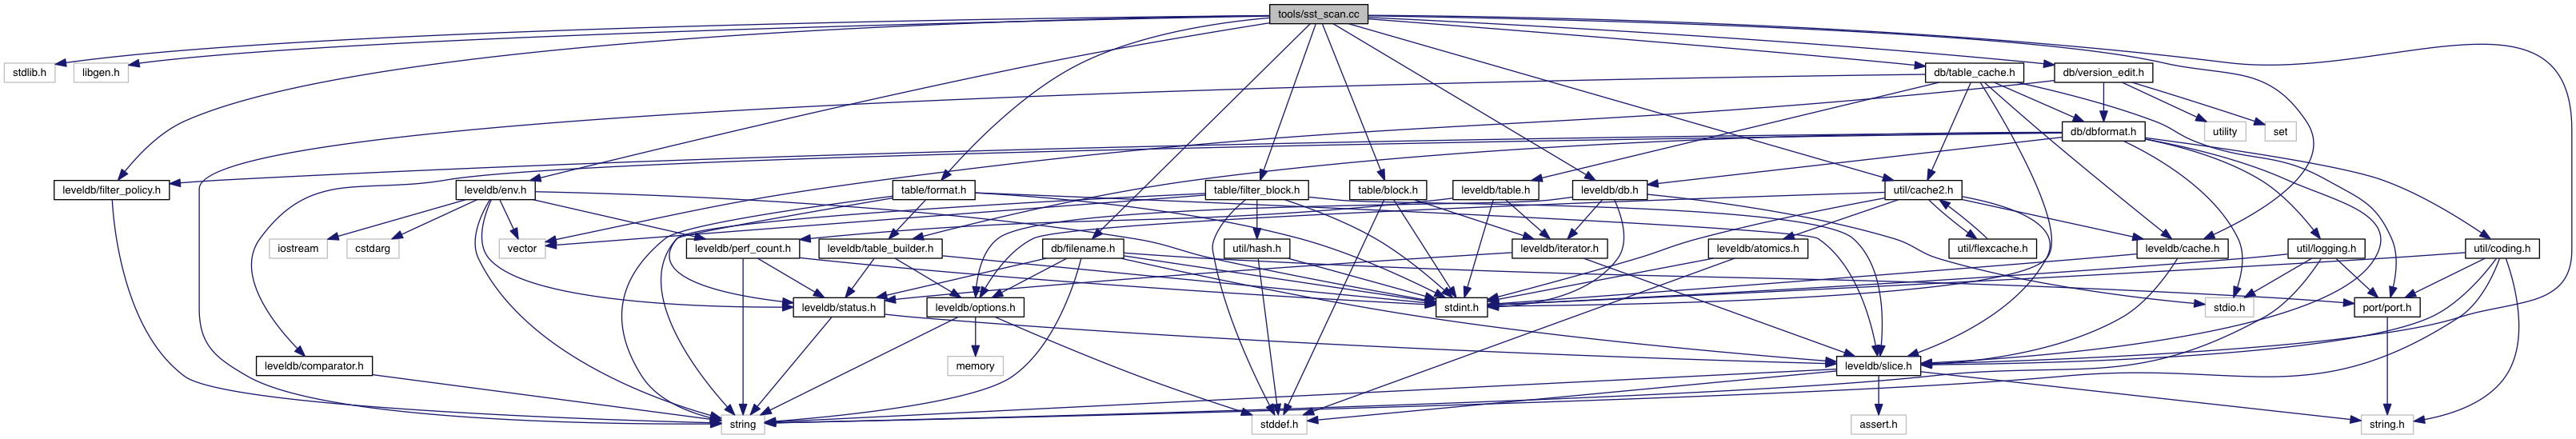 tools/sst_scan.cc
stdlib.h
libgen.h
db/table_cache.h
db/version_edit.h
db/dbformat.h
utility
set
leveldb/filter_policy.h
leveldb/env.h
table/format.h
table/filter_block.h
table/block.h
leveldb/table.h
leveldb/db.h
util/cache2.h
iostream
cstdarg
vector
leveldb/perf_count.h
leveldb/table_builder.h
db/filename.h
util/hash.h
leveldb/iterator.h
leveldb/atomics.h
util/flexcache.h
leveldb/cache.h
util/logging.h
util/coding.h
leveldb/status.h
leveldb/options.h
stdint.h
stdio.h
port/port.h
leveldb/comparator.h
memory
leveldb/slice.h
string
stddef.h
assert.h
string.h